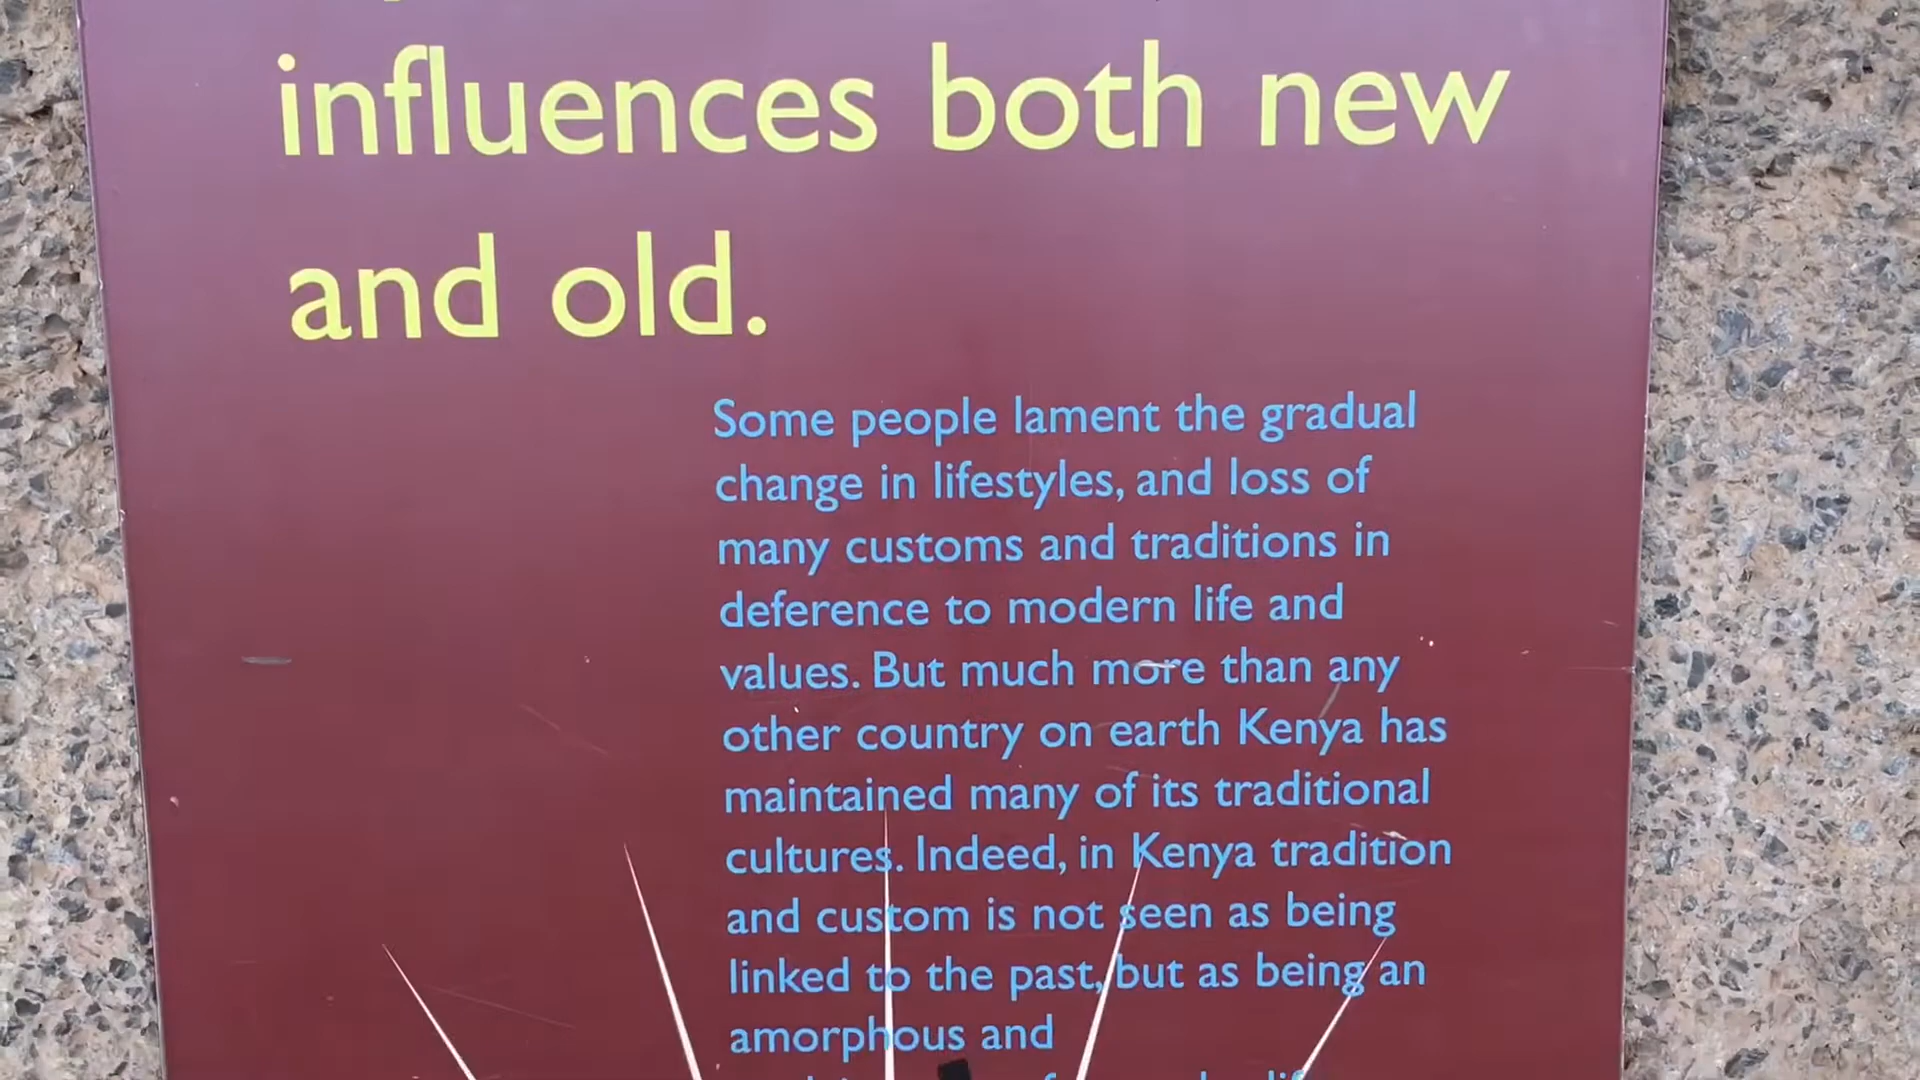 influences both new
and old.
Some people lament the gradual
change in lifestyles, and loss of
many customs and traditions in
deference to modern life and
values. But much more than any
other country on earth Kenya has
maintained many of its traditional
cultures. Indeed, in Kenya tradition
and custom is not seen as being
linked to the past, but as being an
amorphous and